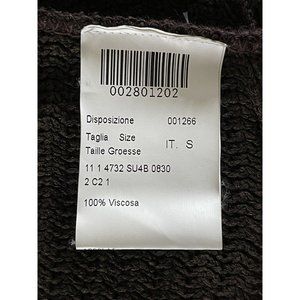 002801202
Disposizione 001266
Taglia Size
Taille Groesse IT. S
11 1 4732 SU4B 0830
2 C2 1
100% Viscosa